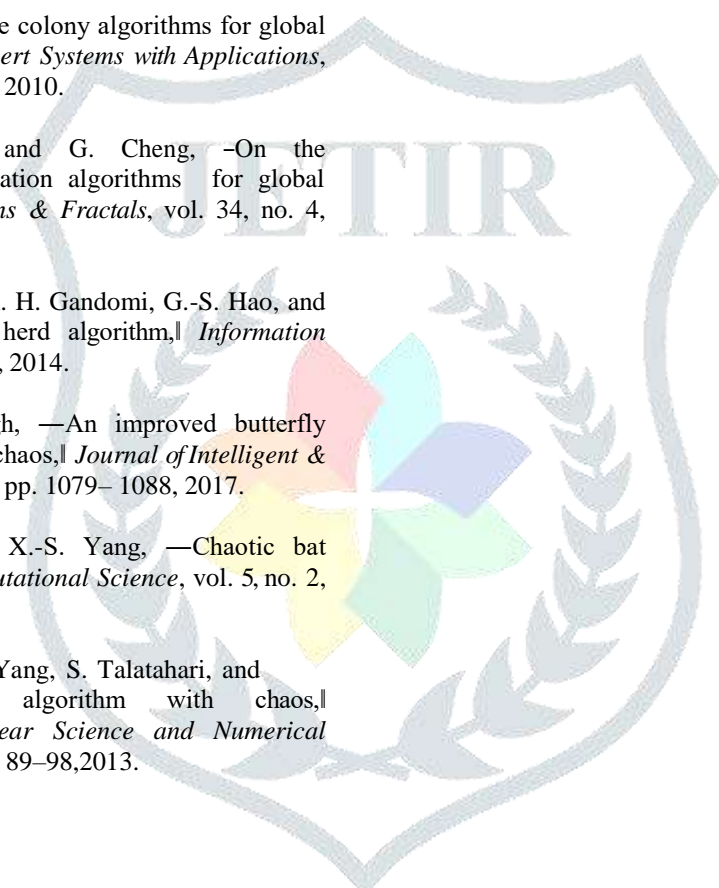 e colony algorithms for global
ert Systems with Applications,
2010.
and G. Cheng, ‒On the
ation algorithms for global
ns & Fractals, vol. 34, no. 4,
. H. Gandomi, G.-S. Hao, and
herd algorithm,‖ Information
, 2014.
gh, ―An improved butterfly
chaos,‖ Journal of Intelligent &
pp. 1079– 1088, 2017.
X.-S. Yang, ―Chaotic bat
utational Science, vol. 5, no. 2,
Yang, S. Talatahari, and
algorithm with chaos,‖
ear Science and Numerical
89–98,2013.
JETIR